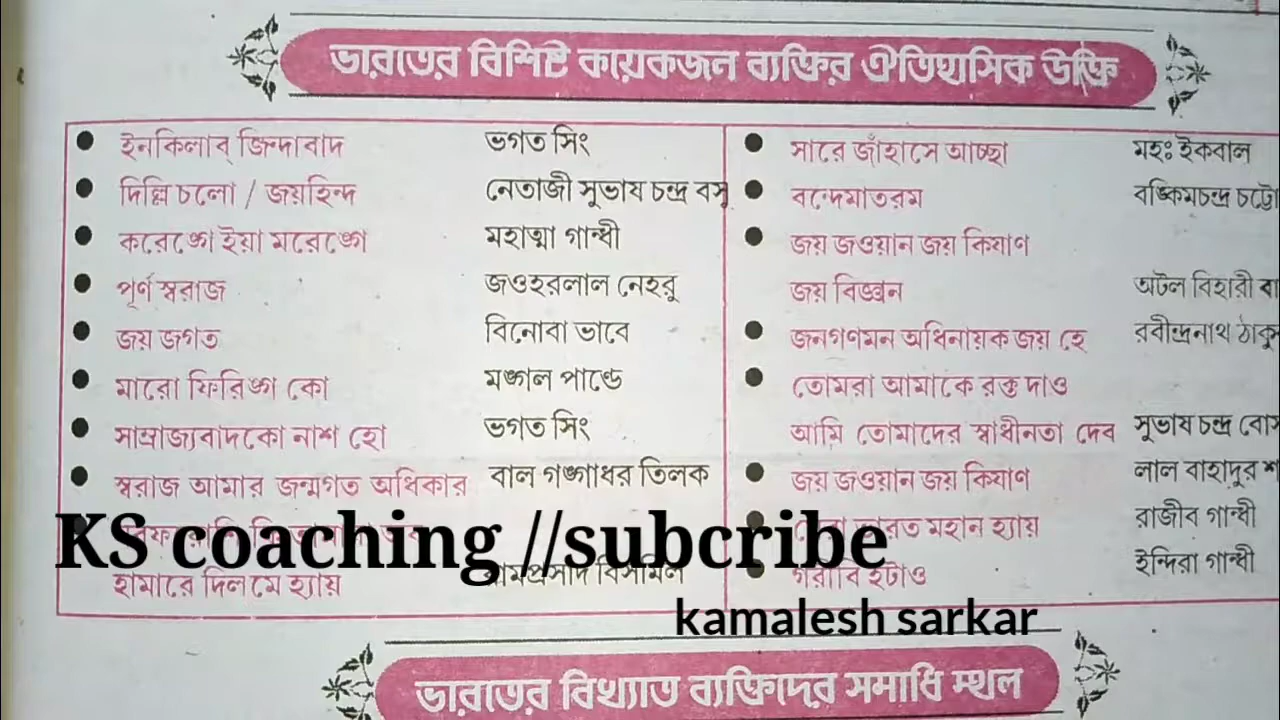 ভারতের বিশিষ্ট কয়েকজন ব্যক্তির ঐতিহাসিক উক্তি
ইনকিলাব্ জিন্দাবাদ ভগত সিং
দিল্লি চলো / জয়হিন্দ নেতাজী সুভাষ চন্দ্র বসু
করেঙ্গে ইয়া মরেঙ্গে মহাত্মা গান্ধী
পূর্ণ স্বরাজ জওহরলাল নেহরু
জয় জগত বিনোবা ভাবে
মারো ফিরিঙ্গ কো মঙ্গল পাণ্ডে
সাম্রাজ্যবাদকো নাশ হো ভগত সিং
স্বরাজ আমার জন্মগত অধিকার বাল গঙ্গাধর তিলক
হামারে দিলমে হ্যায় রামপ্রসাদ বিসমিল
সারে জাঁহাসে আচ্ছা মহঃ ইকবাল
বন্দেমাতরম বঙ্কিমচন্দ্র চট্টো
জয় জওয়ান জয় কিষাণ
জয় বিজ্ঞান অটল বিহারী বা
জনগণমন অধিনায়ক জয় হে রবীন্দ্রনাথ ঠাকু
তোমরা আমাকে রক্ত দাও
আমি তোমাদের স্বাধীনতা দেব সুভাষ চন্দ্র বোস
জয় জওয়ান জয় কিষাণ লাল বাহাদুর শ
ভারত মহান হ্যায় রাজীব গান্ধী
গরীবি হটাও ইন্দিরা গান্ধী
KS coaching //subcribe
kamalesh sarkar
ভারতের বিখ্যাত ব্যক্তিদের সমাধি স্থল